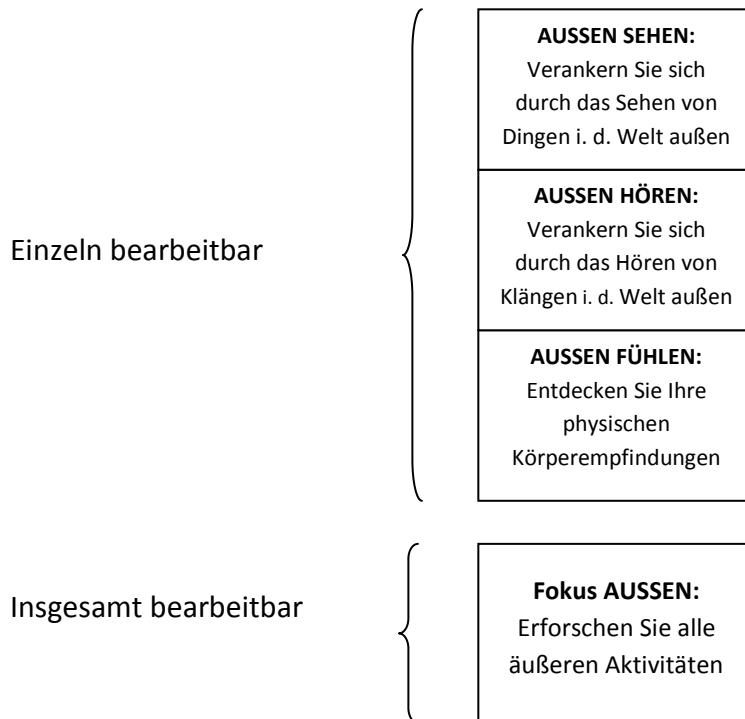 AUSSEN SEHEN:
Verankern Sie sich
durch das Sehen von
Dingen i. d. Welt außen
Einzeln bearbeitbar
AUSSEN HÖREN:
Verankern Sie sich
durch das Hören von
Klängen i. d. Welt außen
AUSSEN FÜHLEN:
Entdecken Sie Ihre
physischen
Körperempfindungen
Insgesamt bearbeitbar
Fokus AUSSEN:
Erforschen Sie alle
äußeren Aktivitäten